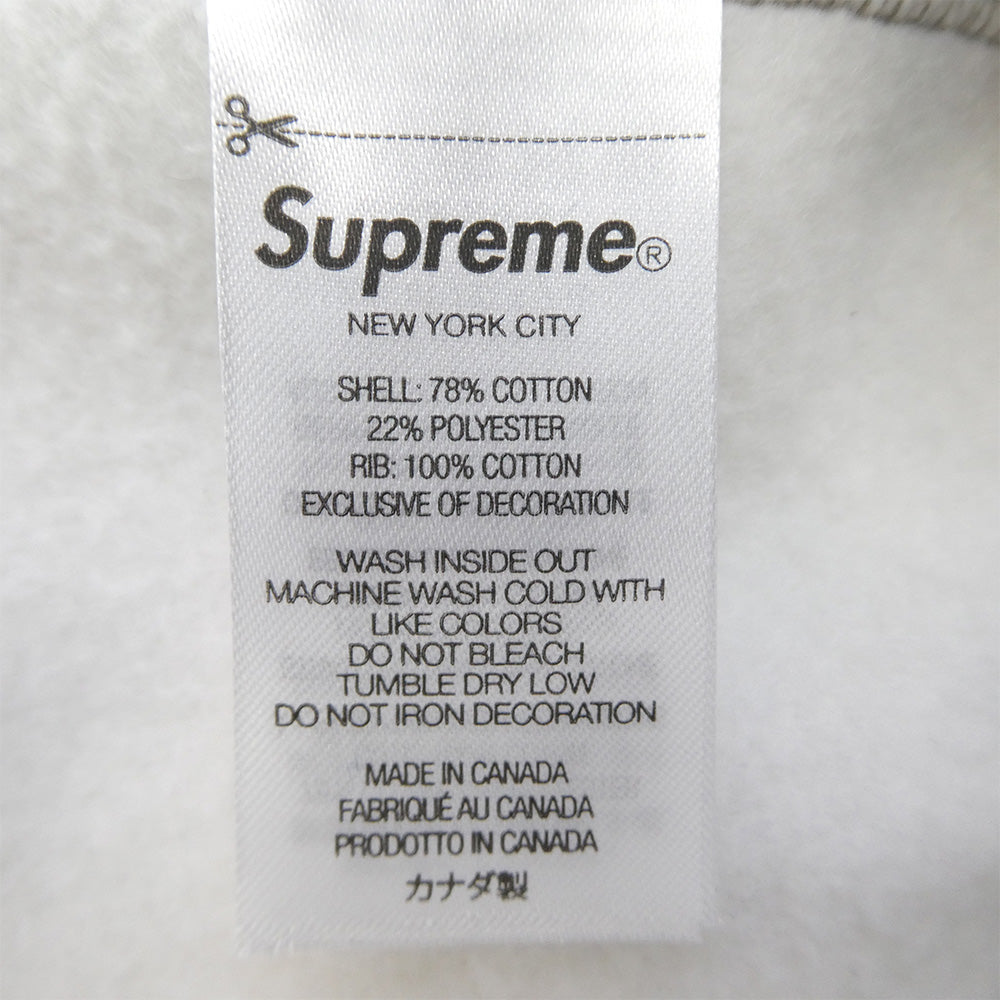 Supreme®
NEW YORK CITY
SHELL: 78% COTTON
22% POLYESTER
RIB: 100% COTTON
EXCLUSIVE OF DECORATION
WASH INSIDE OUT
MACHINE WASH COLD WITH
LIKE COLORS
DO NOT BLEACH
TUMBLE DRY LOW
DO NOT IRON DECORATION
MADE IN CANADA
FABRIQUÉ AU CANADA
PRODOTTO IN CANADA
カナダ製